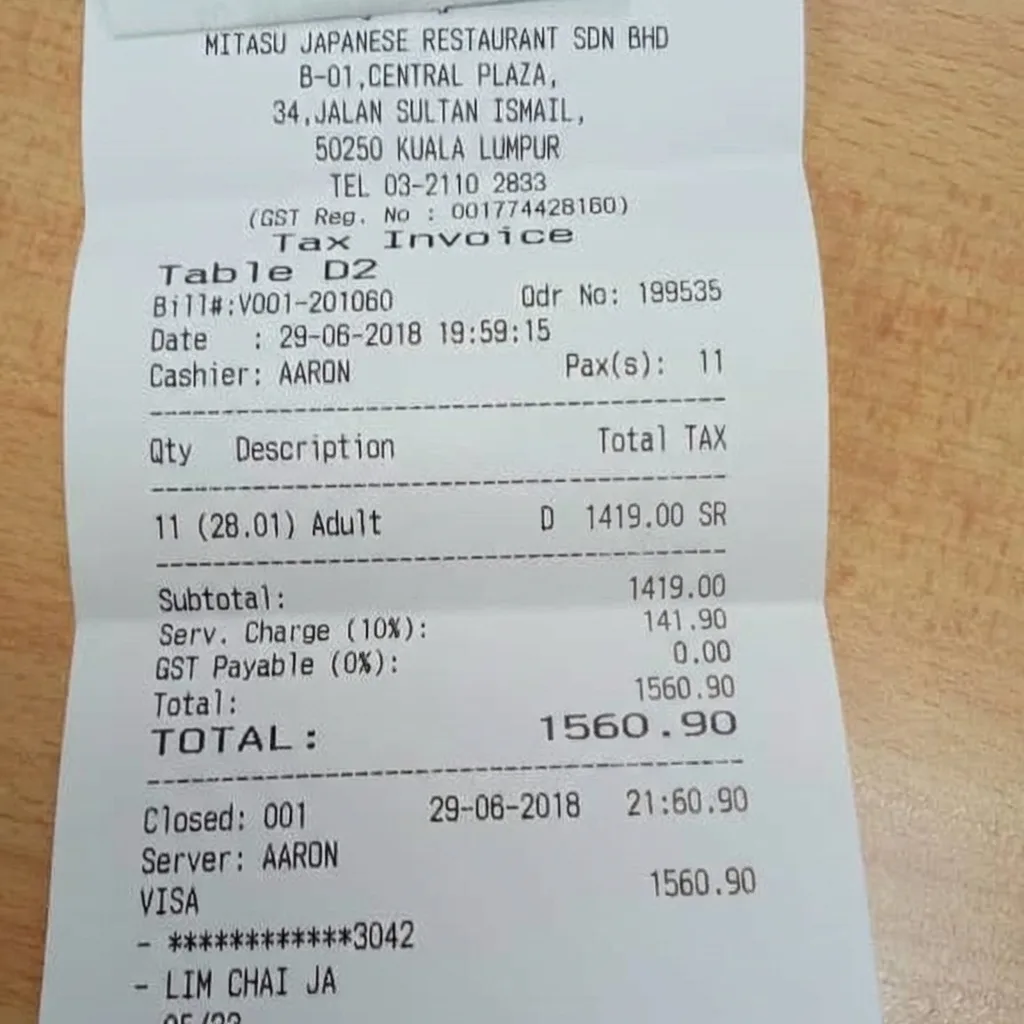 MITASU JAPANESE RESTAURANT SDN BHD
B-01,CENTRAL PLAZA,
34,JALAN SULTAN ISMAIL,
50250 KUALA LUMPUR
TEL 03-2110 2833
(GST Reg. No : 001774428160)
Tax Invoice
Table D2
Bill#:V001-201060 Odr No: 199535
Date : 29-06-2018 19:59:15
Cashier: AARON Pax(s): 11
Qty Description Total TAX
11 (28.01) Adult D 1419.00 SR
Subtotal: 1419.00
Serv. Charge (10%): 141.90
GST Payable (0%): 0.00
Total: 1560.90
TOTAL: 1560.90
Closed: 001 29-06-2018 21:60.90
Server: AARON
VISA 1560.90
- ************3042
- LIM CHAI JA